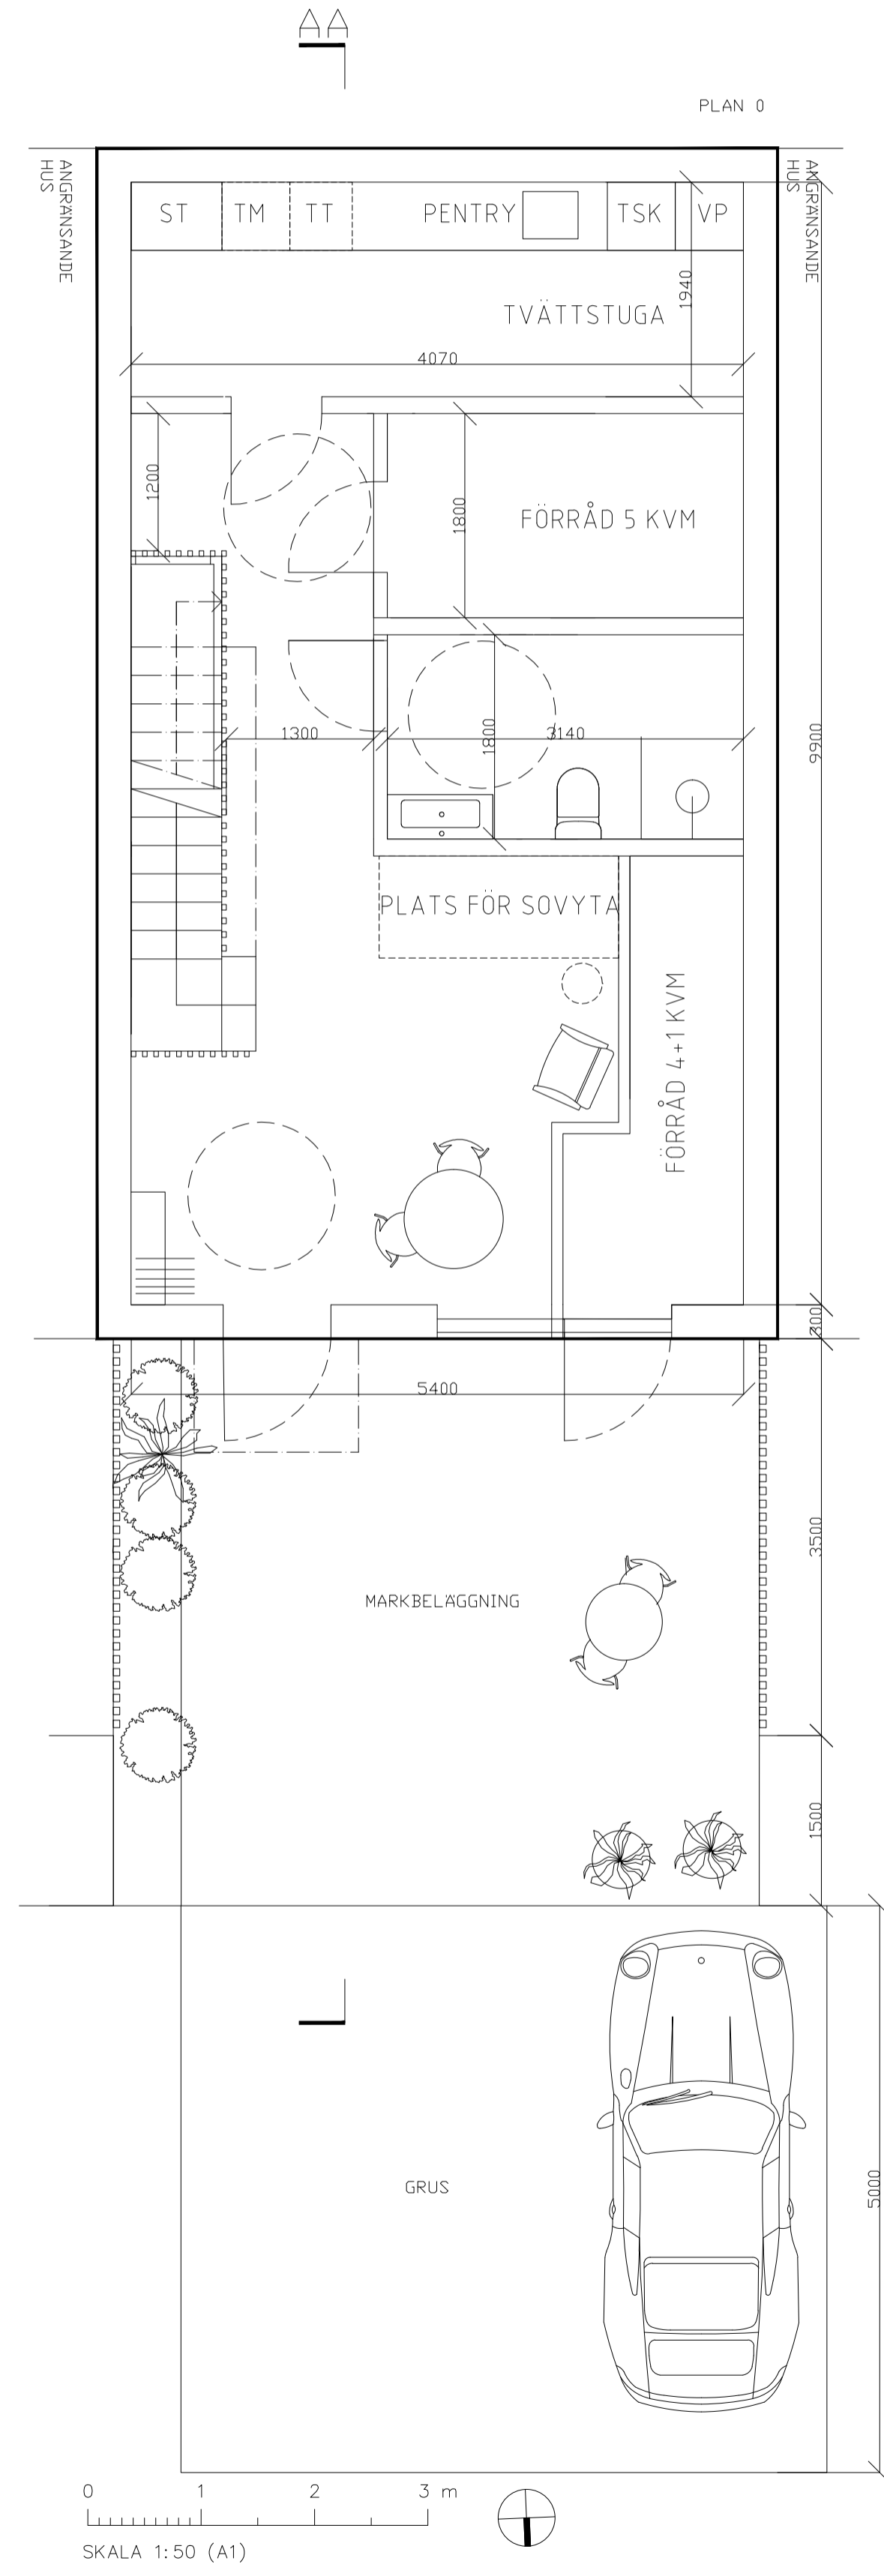 AA
PLAN 0
ANGRÄNSANDE
HUS
ANGRÄNSANDE
HUS
ST
TM
TT
PENTRY
TSK
VP
1940
TVÄTTSTUGA
4070
1200
1800
FÖRRÅD 5 KVM
1300
1800
3140
9900
PLATS FÖR SOVYTA
FÖRRÅD 4+1 KVM
300
5400
3500
MARKBELÄGGNING
1500
GRUS
5000
0 1 2 3 m
SKALA 1:50 (A1)